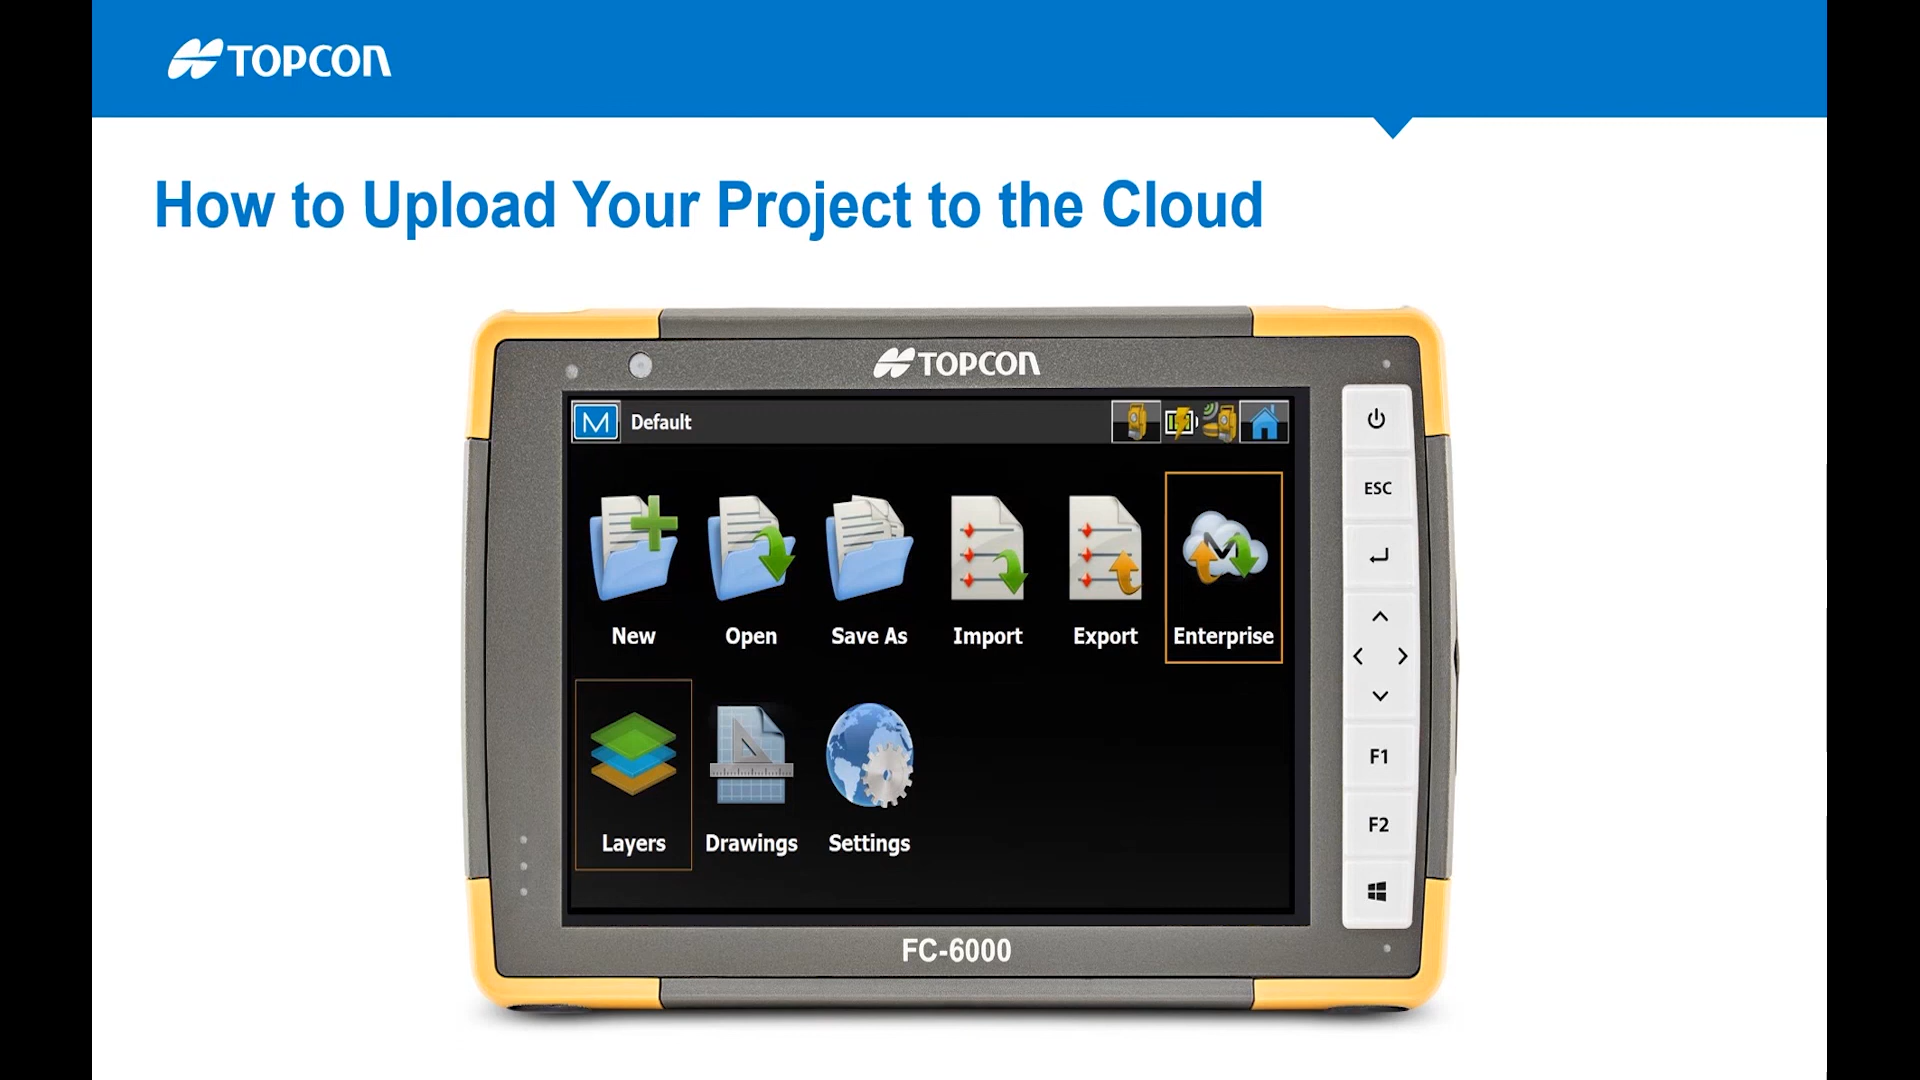 TOPCON
How to Upload Your Project to the Cloud
TOPCON
M Default
New Open Save As Import Export Enterprise
Layers Drawings Settings
ESC
F1
F2
FC-6000